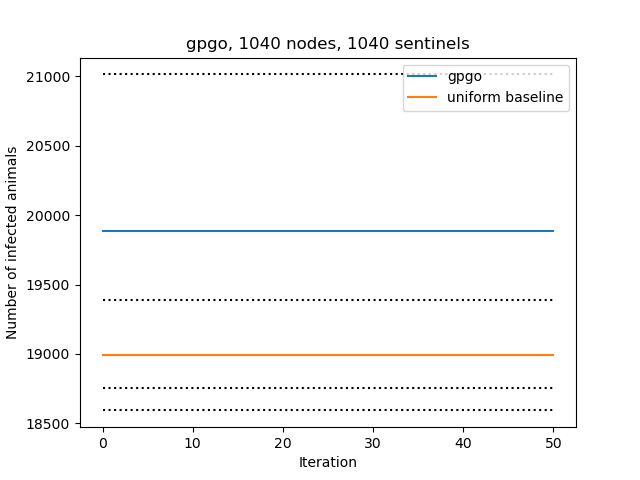 gpgo, 1040 nodes, 1040 sentinels
gpgo
uniform baseline
Number of infected animals
21000
20500
20000
19500
19000
18500
0 10 20 30 40 50
Iteration